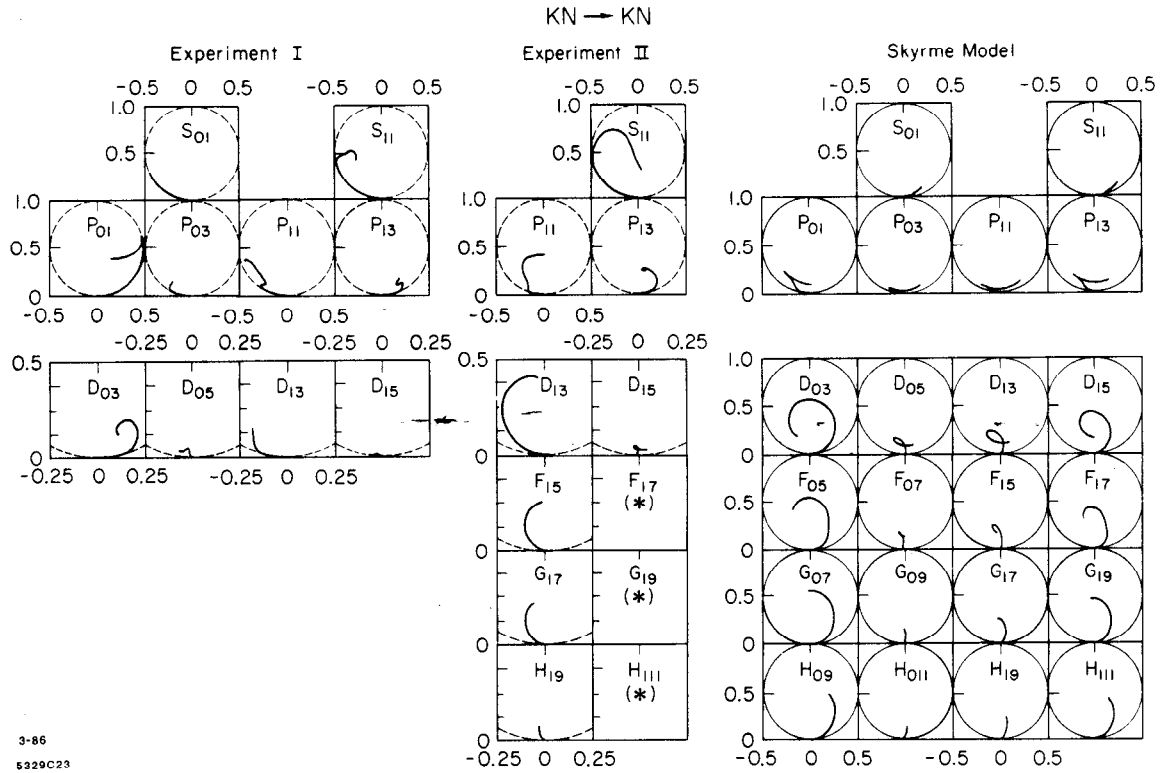 KN → KN
Experiment I Experiment II Skyrme Model
-0.5 0 0.5 -0.5 0 0.5 -0.5 0 0.5 -0.5 0 0.5 -0.5 0 0.5
1.0 S01 S11 S11 1.0 S01 S11
0.5 0.5
1.0 P01 P03 P11 P13 P11 P13 1.0 P01 P03 P11 P13
0.5 0.5
0 0 0
-0.5 0 0.5 -0.5 0 0.5 -0.5 0 0.5
-0.25 0 0.25 -0.25 0 0.25 -0.25 0 0.25
0.5 D03 D05 D13 D15 0.5 D13 D15 1.0 D03 D05 D13 D15
0.5
0 0 0
-0.25 0 0.25 -0.25 0 0.25
F15 F17 F05 F07 F15 F17
(*) 0.5
0 0
G17 G19 G07 G09 G17 G19
(*) 0.5
0 0
H19 H111 H09 H011 H19 H111
(*) 0.5
0 0
-0.25 0 0.25 -0.5 0 0.5 -0.5 0 0.5
3-86
5329C23